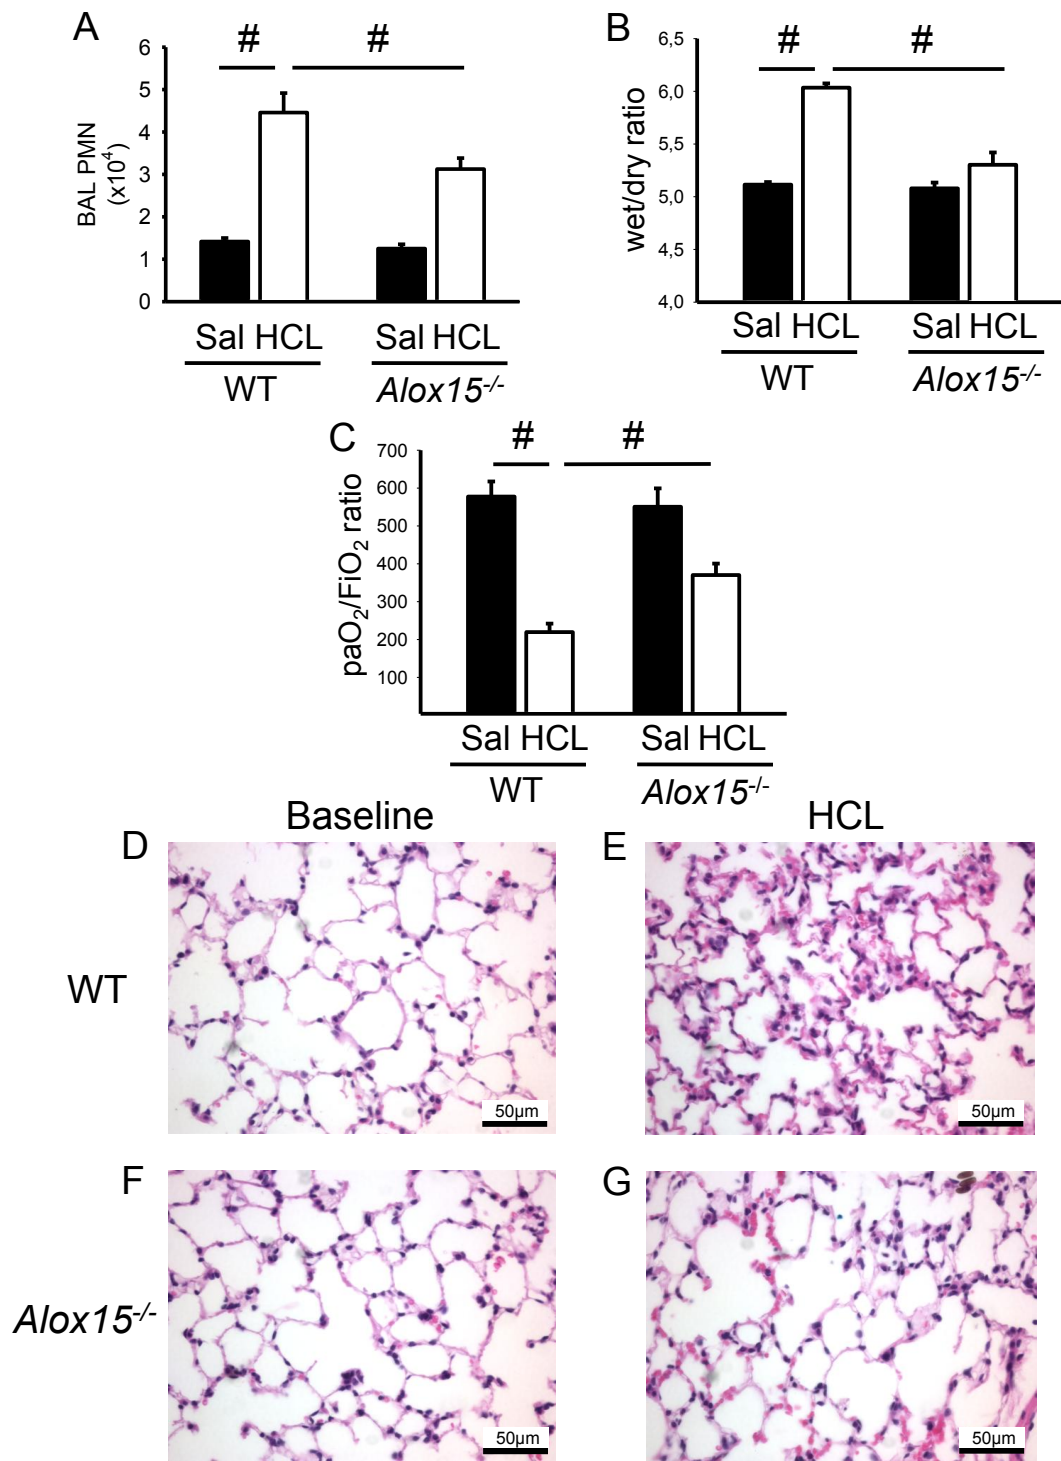 A
BAL PMN
(x10⁴)
6
5
4
3
2
1
0
# #
Sal HCL Sal HCL
WT Alox15-/-
B
wet/dry ratio
6,5
6,0
5,5
5,0
4,5
4,0
# #
Sal HCL Sal HCL
WT Alox15-/-
C
paO₂/FiO₂ ratio
700
600
500
400
300
200
100
# #
Sal HCL Sal HCL
WT Alox15-/-
Baseline HCL
D E
WT
50µm 50µm
F G
Alox15-/-
50µm 50µm